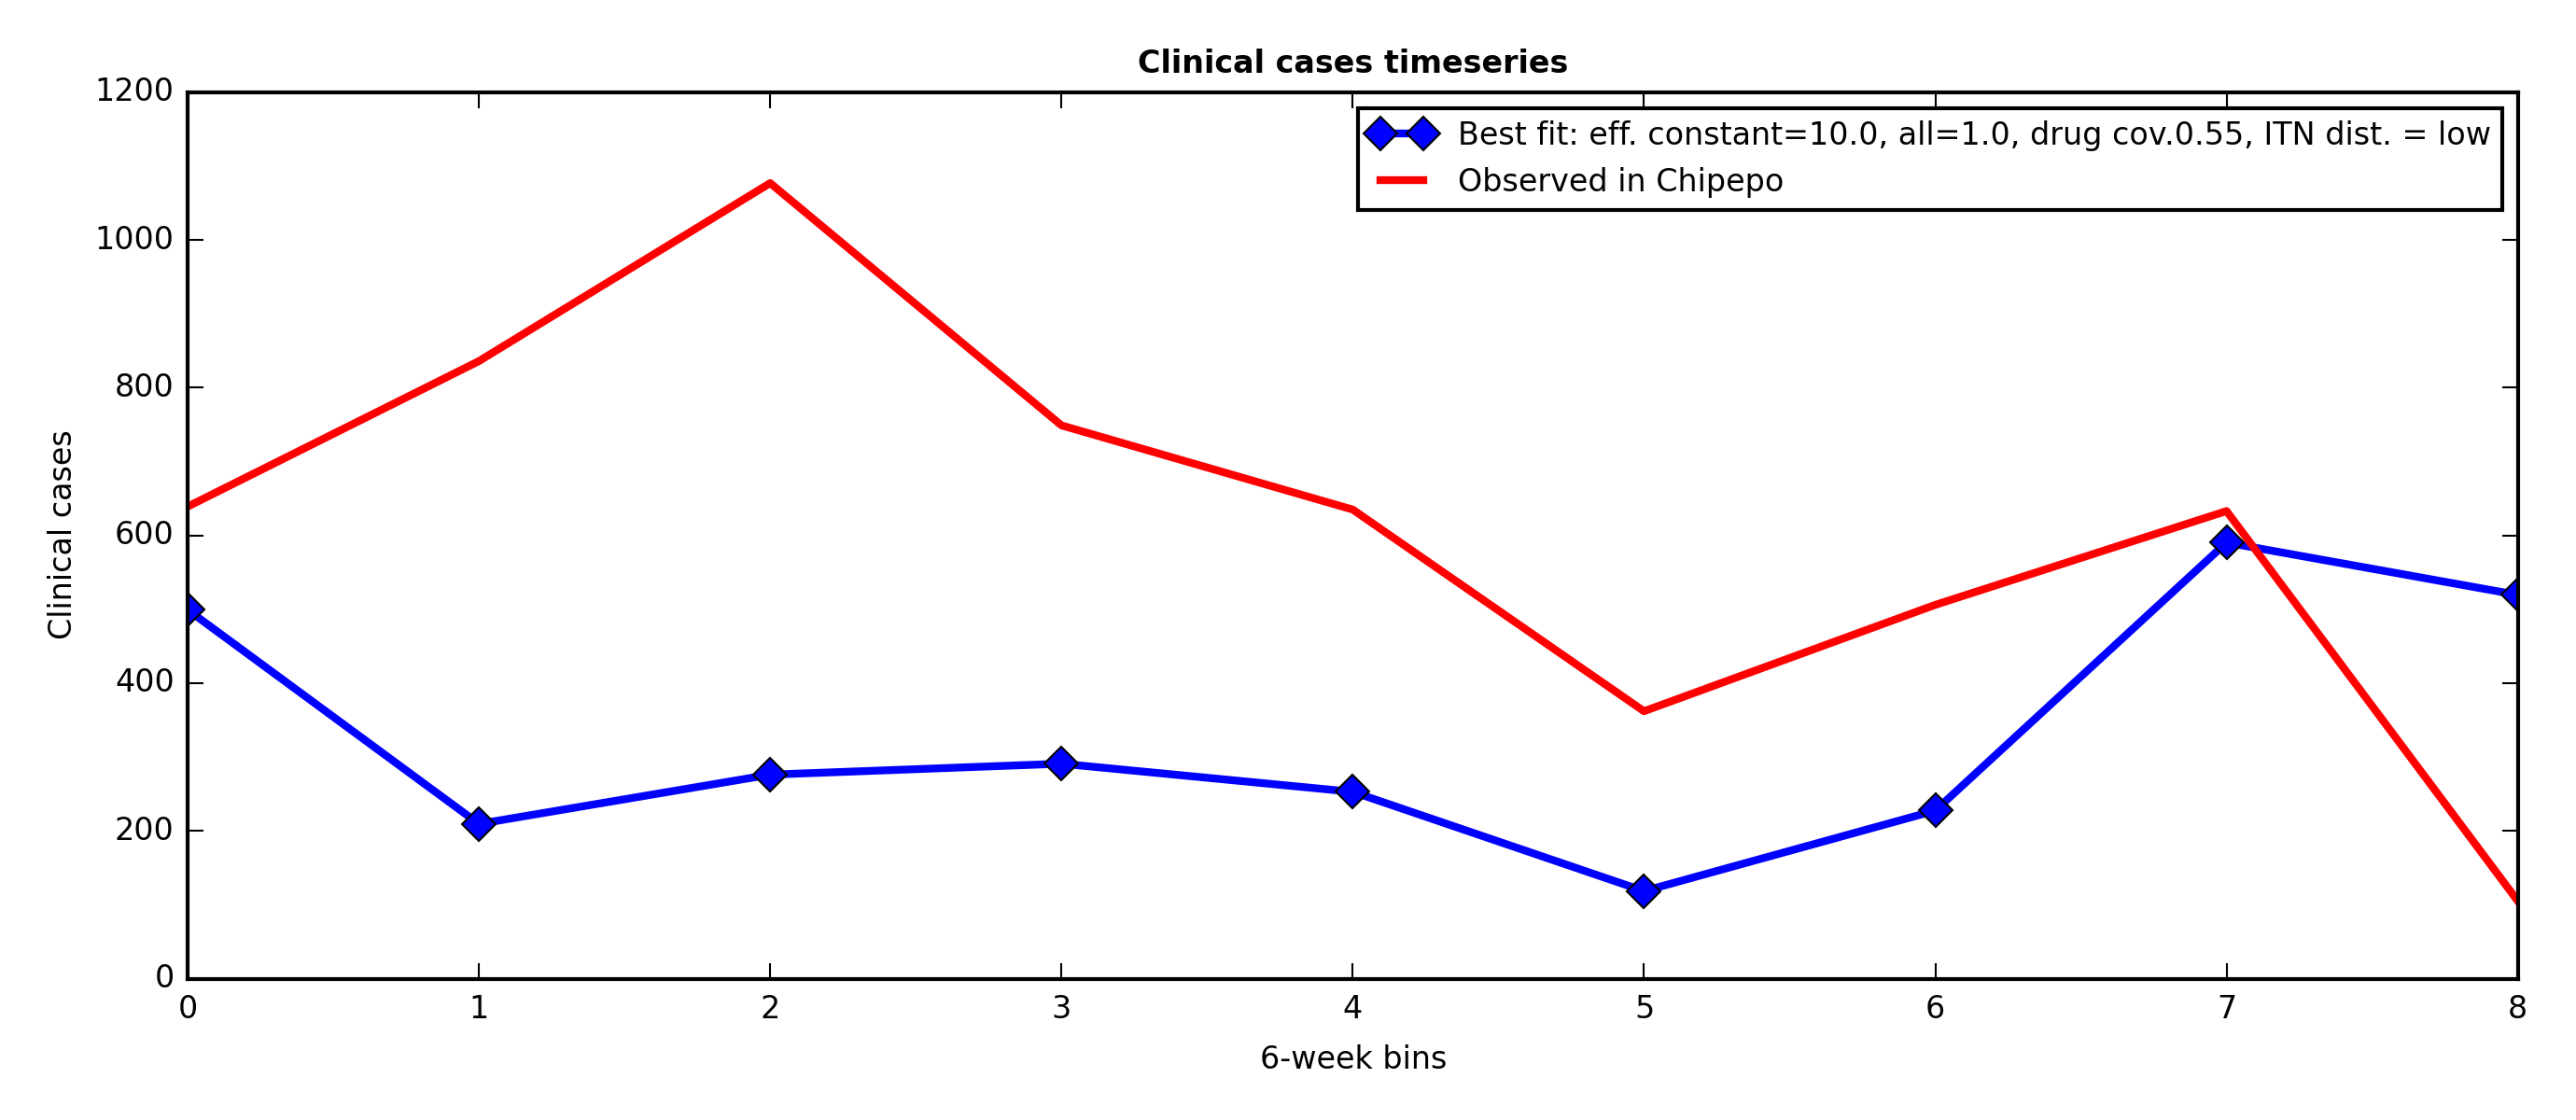 Clinical cases timeseries
1200
1000
800
600
400
200
0
Clinical cases
Best fit: eff. constant=10.0, all=1.0, drug cov.0.55, ITN dist. = low
Observed in Chipepo
0 1 2 3 4 5 6 7 8
6-week bins